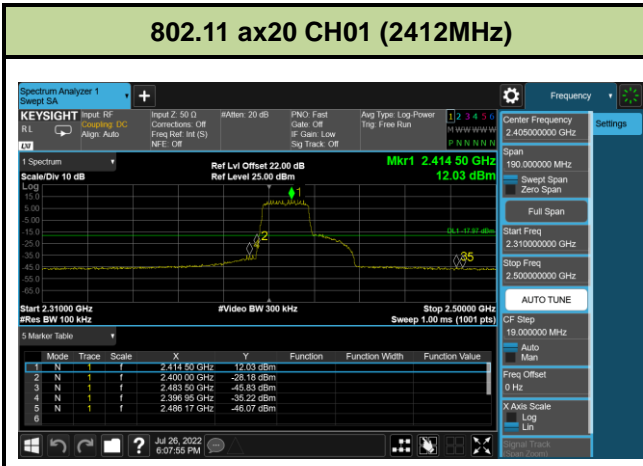 802.11 ax20 CH01 (2412MHz)
Spectrum Analyzer 1
Swept SA
Frequency
KEYSIGHT Input: RF Input Z: 50 Ω #Atten: 20 dB PNO: Fast Avg Type: Log-Power 1 2 3 4 5 6
RL Coupling: DC Corrections: Off Gate: Off Trig: Free Run M W W W W W
Align: Auto Freq Ref: Int (S) IF Gain: Low
NFE: Off Sig Track: Off P N N N N N
Center Frequency
2.405000000 GHz
Settings
1 Spectrum
Ref Lvl Offset 22.00 dB
Mkr1 2.414 50 GHz
Scale/Div 10 dB
Ref Level 25.00 dBm
12.03 dBm
Span
190.000000 MHz
Swept Span
Zero Span
Full Span
Log
15.0
5.00
-5.00
-15.0
-25.0
-35.0
-45.0
-55.0
-65.0
1
2
DL1 -17.97 dBm
Start Freq
2.310000000 GHz
Stop Freq
2.500000000 GHz
AUTO TUNE
Start 2.31000 GHz #Video BW 300 kHz Stop 2.50000 GHz
#Res BW 100 kHz Sweep 1.00 ms (1001 pts)
CF Step
19.000000 MHz
Auto
Man
5 Marker Table
Mode Trace Scale X Y Function Function Width Function Value
1 N 1 f 2.414 50 GHz 12.03 dBm
2 N 1 f 2.400 00 GHz -28.18 dBm
3 N 1 f 2.483 50 GHz -45.83 dBm
4 N 1 f 2.396 95 GHz -35.22 dBm
5 N 1 f 2.486 17 GHz -46.07 dBm
6
Freq Offset
0 Hz
X Axis Scale
Log
Lin
Signal Track
(Span Zoom)
Jul 26, 2022
6:07:55 PM